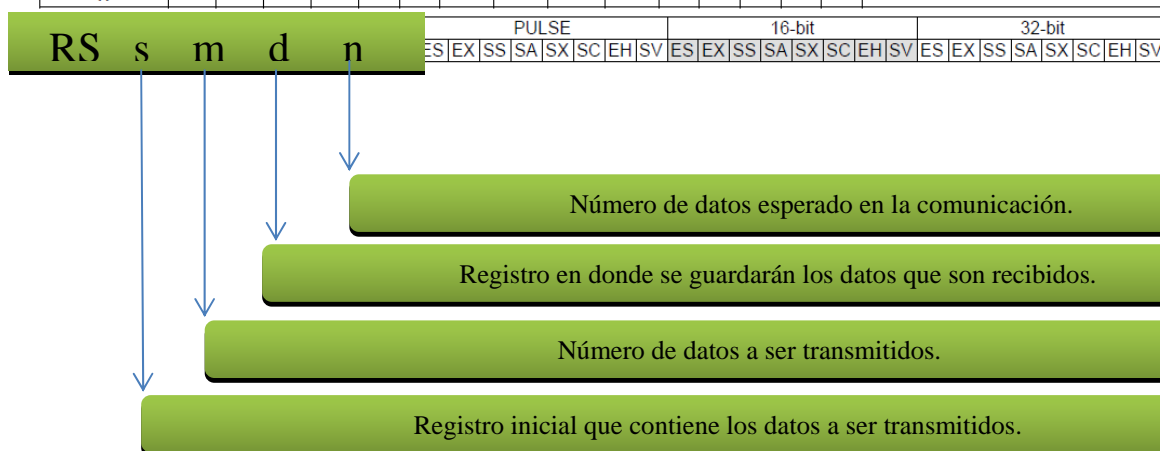 PULSE 16-bit 32-bit
RS s m d n
ES EX SS SA SX SC EH SV ES EX SS SA SX SC EH SV ES EX SS SA SX SC EH SV
Número de datos esperado en la comunicación.
Registro en donde se guardarán los datos que son recibidos.
Número de datos a ser transmitidos.
Registro inicial que contiene los datos a ser transmitidos.